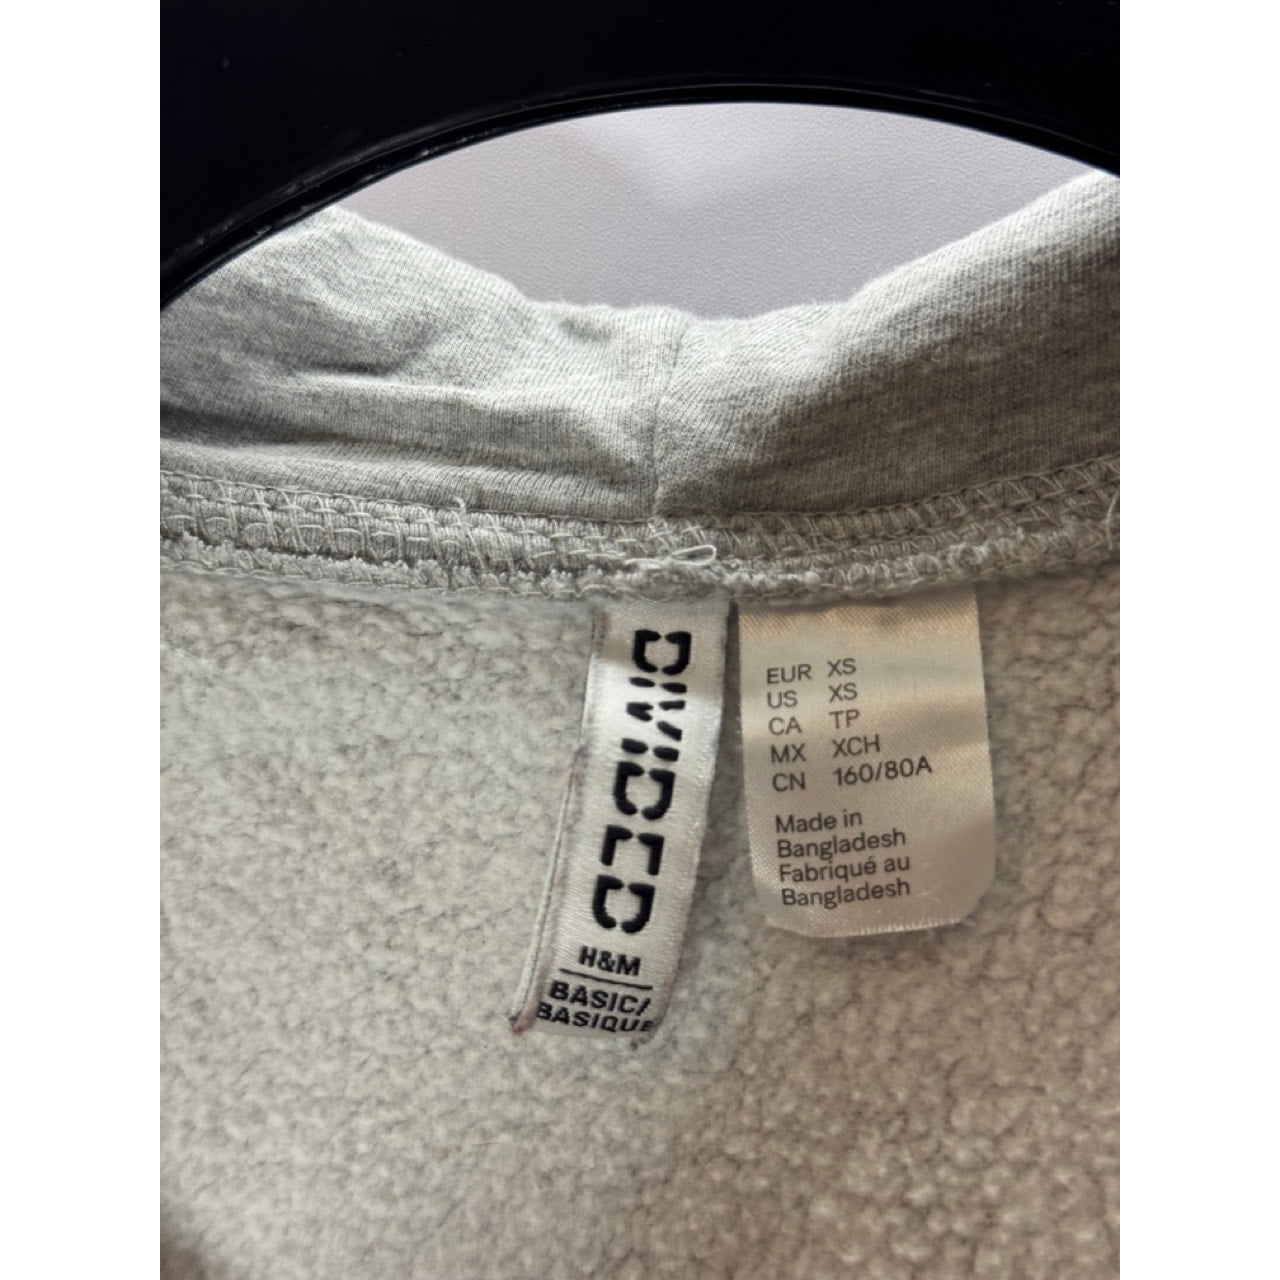 DIVIDED
H&M
BASIC/
BASIQUE
EUR XS
US XS
CA TP
MX XCH
CN 160/80A
Made in
Bangladesh
Fabriqué au
Bangladesh